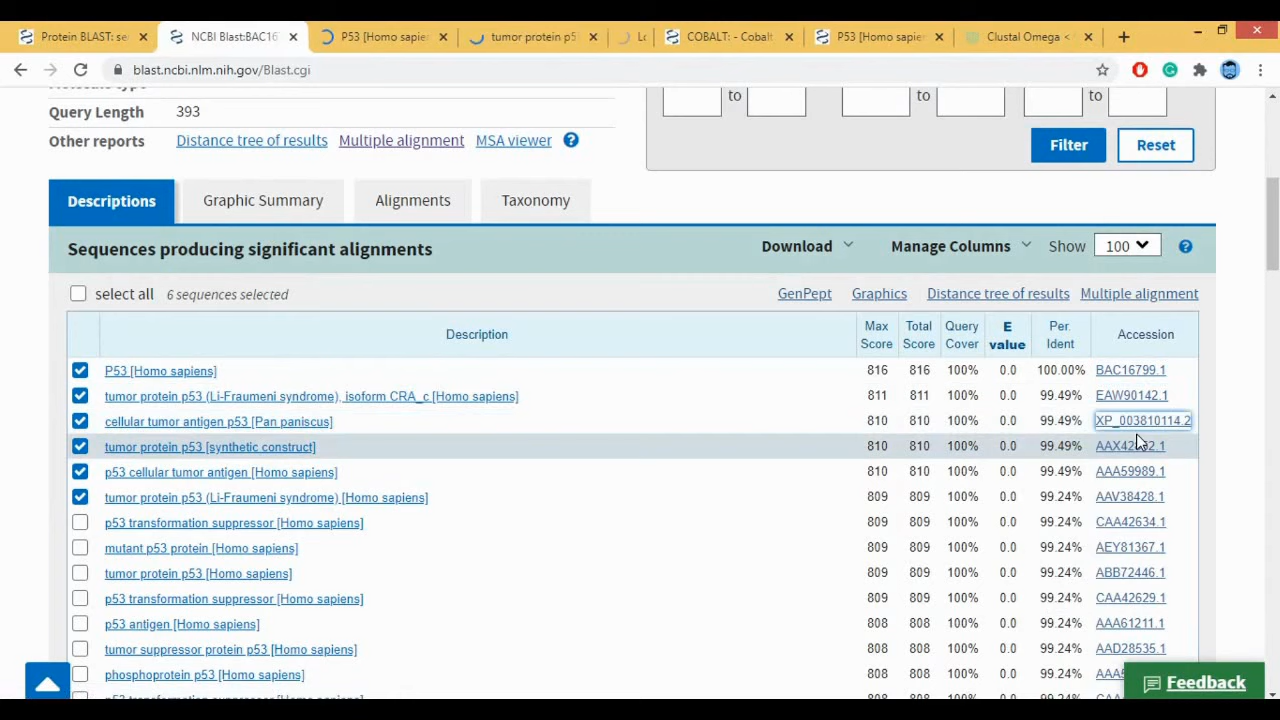 Protein BLAST: se
NCBI Blast:BAC16
P53 [Homo sapien
tumor protein p5
Lo
COBALT: - Cobalt
P53 [Homo sapien
Clustal Omega <
blast.ncbi.nlm.nih.gov/Blast.cgi
Query Length 393
Other reports Distance tree of results Multiple alignment MSA viewer ?
to to to
Filter Reset
Descriptions Graphic Summary Alignments Taxonomy
Sequences producing significant alignments Download Manage Columns Show 100 ?
select all 6 sequences selected GenPept Graphics Distance tree of results Multiple alignment
Description Max Score Total Score Query Cover E value Per. Ident Accession
P53 [Homo sapiens] 816 816 100% 0.0 100.00% BAC16799.1
tumor protein p53 (Li-Fraumeni syndrome), isoform CRA_c [Homo sapiens] 811 811 100% 0.0 99.49% EAW90142.1
cellular tumor antigen p53 [Pan paniscus] 810 810 100% 0.0 99.49% XP_003810114.2
tumor protein p53 [synthetic construct] 810 810 100% 0.0 99.49%
p53 cellular tumor antigen [Homo sapiens] 810 810 100% 0.0 99.49% AAA59989.1
tumor protein p53 (Li-Fraumeni syndrome) [Homo sapiens] 809 809 100% 0.0 99.24% AAV38428.1
p53 transformation suppressor [Homo sapiens] 809 809 100% 0.0 99.24% CAA42634.1
mutant p53 protein [Homo sapiens] 809 809 100% 0.0 99.24% AEY81367.1
tumor protein p53 [Homo sapiens] 809 809 100% 0.0 99.24% ABB72446.1
p53 transformation suppressor [Homo sapiens] 809 809 100% 0.0 99.24% CAA42629.1
p53 antigen [Homo sapiens] 808 808 100% 0.0 99.24% AAA61211.1
tumor suppressor protein p53 [Homo sapiens] 808 808 100% 0.0 99.24% AAD28535.1
phosphoprotein p53 [Homo sapiens] 808 808 100% 0.0 99.24%
Feedback